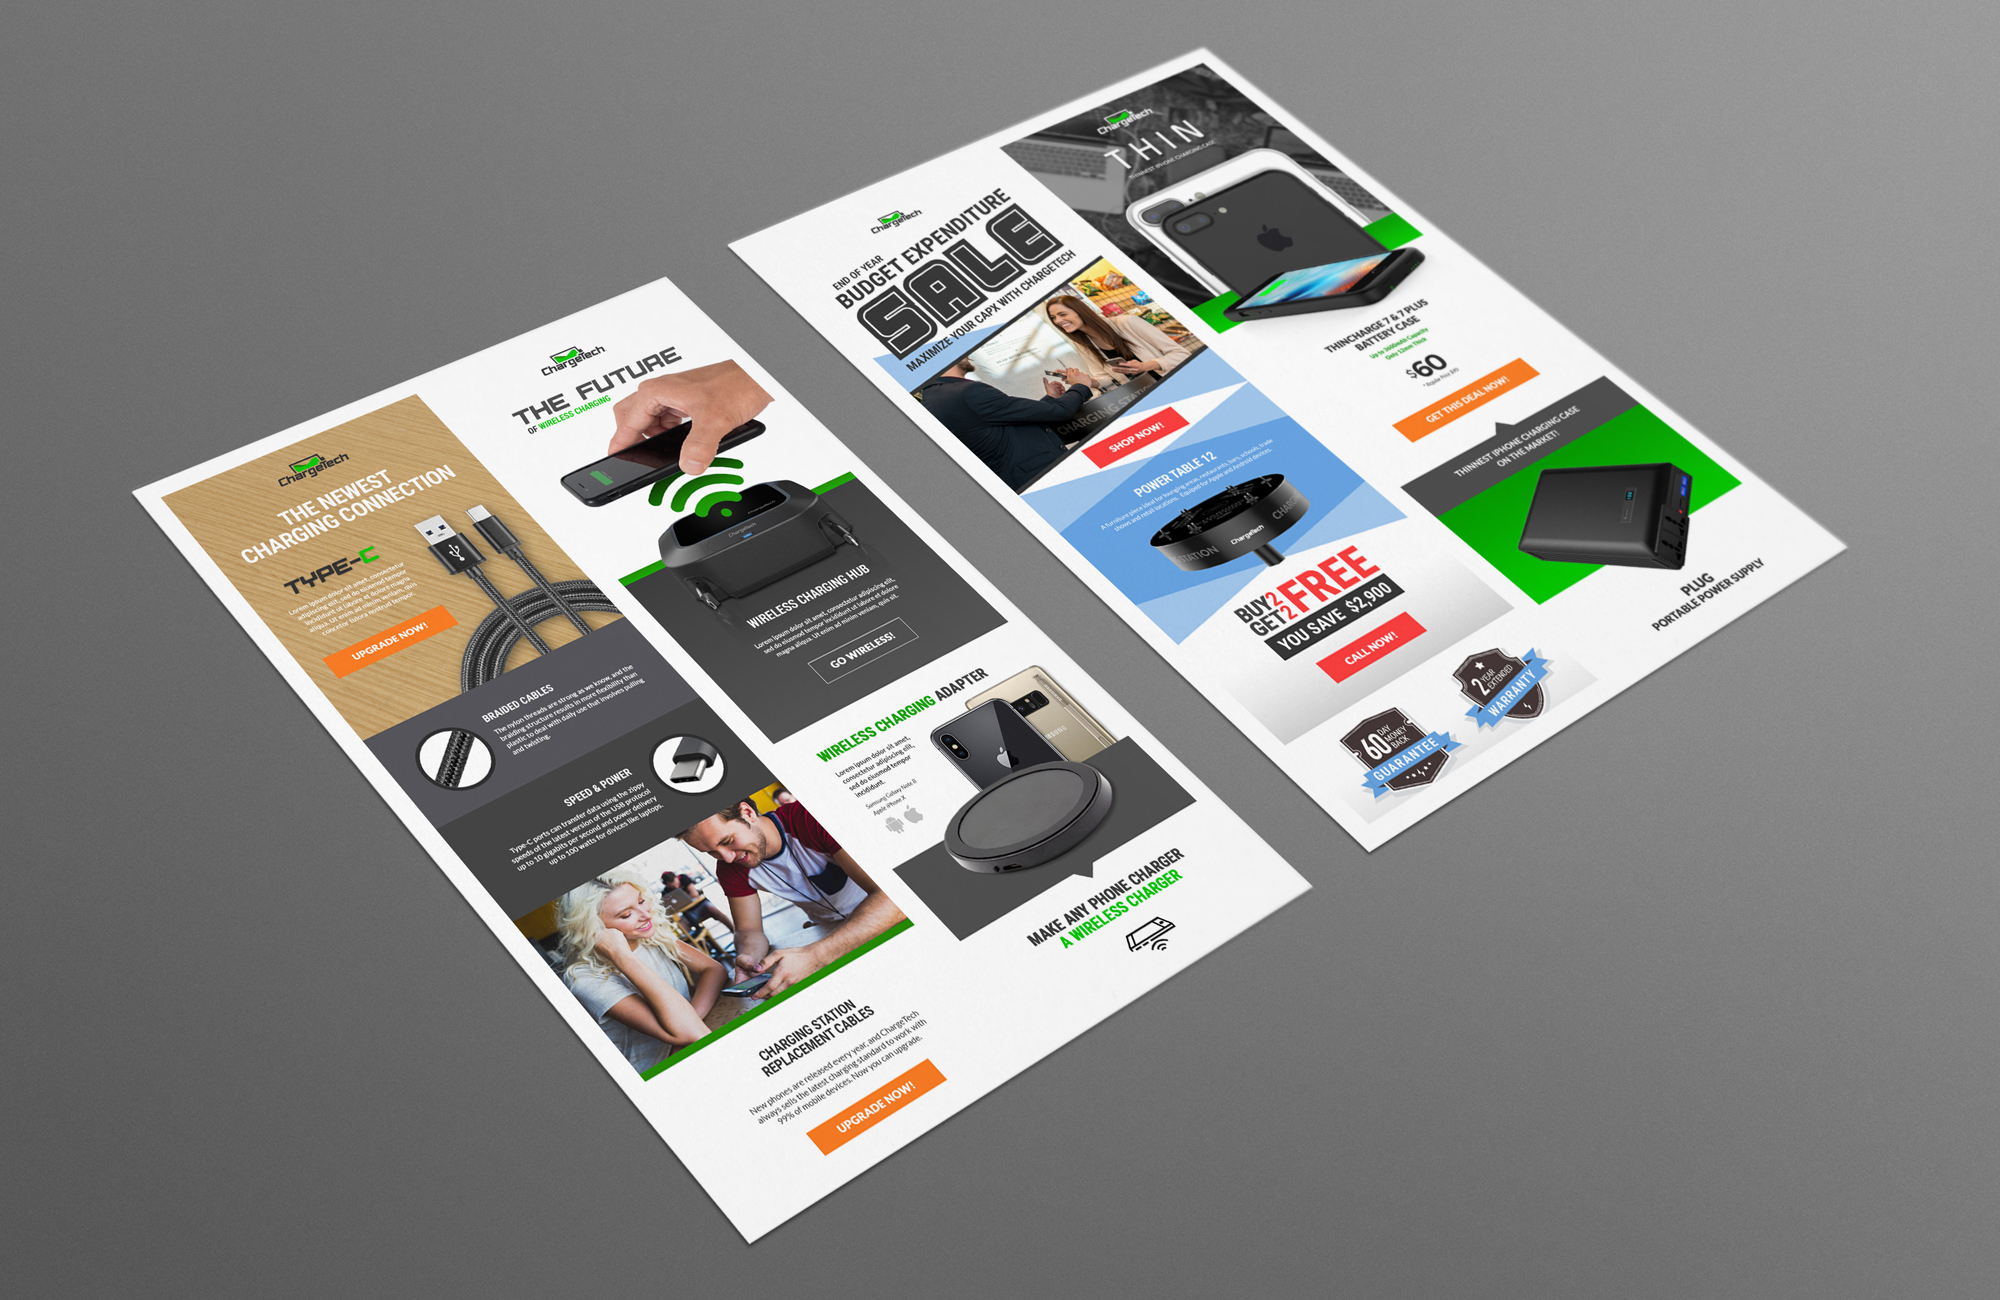 ChargeTech
THE NEWEST
CHARGING CONNECTION
TYPE-C
Lorem ipsum dolor sit amet, consectetur
adipiscing elit, sed do eiusmod tempor
incididunt ut labore et dolore magna
aliqua. Ut enim ad minim veniam, quis
UPGRADE NOW!
BRAIDED CABLES
The nylon threads are strong as we know, and the
braiding structure results in more flexibility than
plastic to deal with daily use that involves pulling
and twisting.
SPEED & POWER
Type-C ports can transfer data using the zippy
speeds of the latest version of the USB protocol
up to 10 gigabits per second and power delivery
up to 100 watts for divices like laptops.
CHARGING STATION
REPLACEMENT CABLES
New phones are released every year, and ChargeTech
always sells the latest charging standard to work with
99% of mobile devices. Now you can upgrade.
UPGRADE NOW!
ChargeTech
THE FUTURE
OF WIRELESS CHARGING
ChargeTech
WIRELESS CHARGING HUB
Lorem ipsum dolor sit amet, consectetur adipiscing elit,
sed do eiusmod tempor incididunt ut labore et dolore
magna aliqua. Ut enim ad minim veniam, quis sit.
GO WIRELESS!
WIRELESS CHARGING ADAPTER
Lorem ipsum dolor sit amet,
consectetur adipiscing elit,
sed do eiusmod tempor
incididunt.
Samsung Galaxy Note 8
Apple iPhone X
SAMSUNG
MAKE ANY PHONE CHARGER
A WIRELESS CHARGER
ChargeTech
END OF YEAR
BUDGET EXPENDITURE
SALE
MAXIMIZE YOUR CAPX WITH CHARGETECH
CHARGING STATION
SHOP NOW!
POWER TABLE 12
A furniture piece ideal for lounging areas, restaurants, bars, schools, trade
shows and retail locations. Equiped for Apple and Android devices
STATION
ChargeTech
BUY 2
GET 2
FREE
YOU SAVE $2,900
CALL NOW!
60 DAY
MONEY
BACK
GUARANTEE
2 YEAR
EXTENDED
WARRANTY
ChargeTech
THIN
THINNEST IPHONE CHARGING CASE
THINCHARGE 7 & 7 PLUS
BATTERY CASE
Only 12mm Thick
$60
GET THIS DEAL NOW!
THINNEST IPHONE CHARGING CASE
ON THE MARKET!
PLUG
PORTABLE POWER SUPPLY